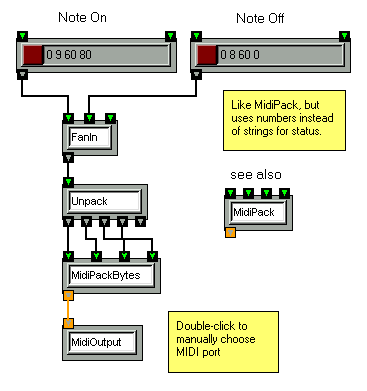 Note On
Note Off
0 9 60 80
0 8 60 0
Like MidiPack, but
uses numbers instead
of strings for status.
FanIn
see also
Unpack
MidiPack
MidiPackBytes
Double-click to
manually choose
MIDI port
MidiOutput